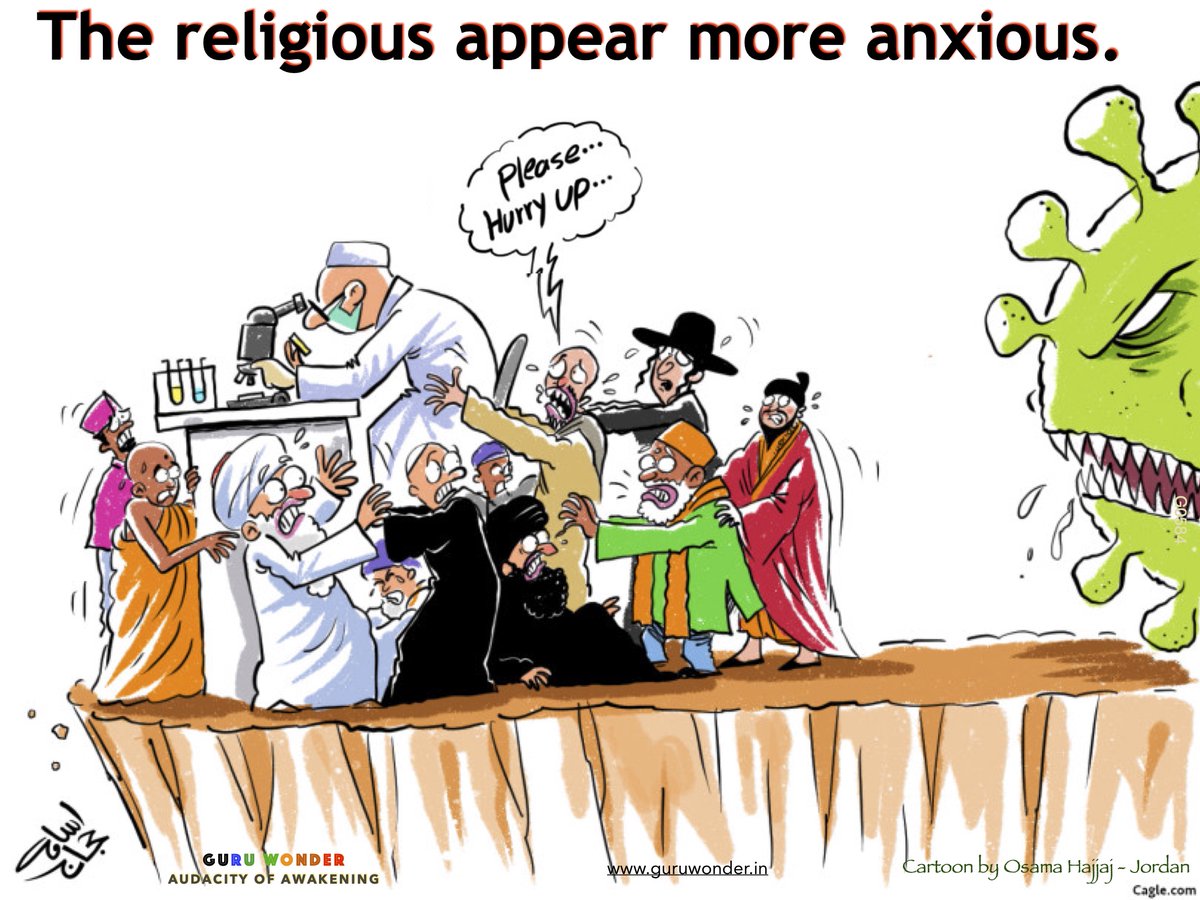 The religious appear more anxious.
Please...
Hurry up...
GURU WONDER
AUDACITY OF AWAKENING
www.guruwonder.in
Cartoon by Osama Hajjaj - Jordan
Cagle.com